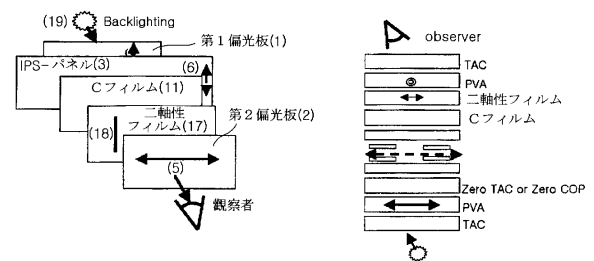 (19) Backlighting
第1偏光板(1)
IPS-パネル(3)
(6)
Cフィルム(11)
二軸性
フィルム(17)
(18)
第2偏光板(2)
(5)
観察者
observer
TAC
PVA
二軸性フィルム
Cフィルム
Zero TAC or Zero COP
PVA
TAC